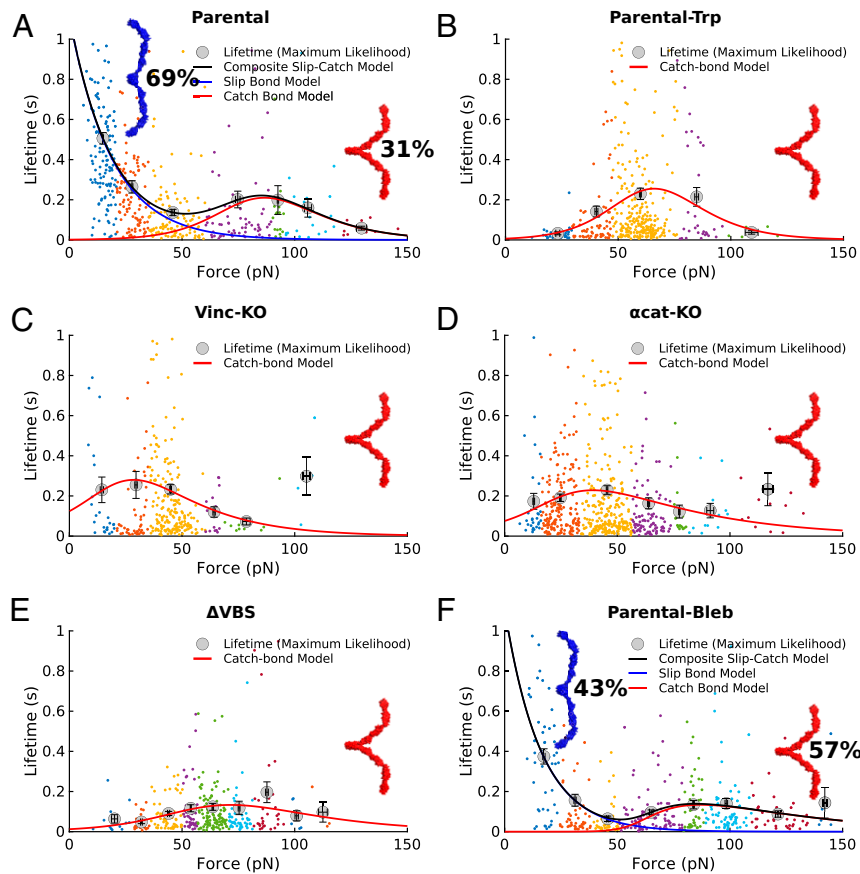 A
Parental
Lifetime (Maximum Likelihood)
Composite Slip-Catch Model
Slip Bond Model
Catch Bond Model
69%
31%
Lifetime (s)
1
0.8
0.6
0.4
0.2
0
0 50 100 150
Force (pN)
B
Parental-Trp
Lifetime (Maximum Likelihood)
Catch-bond Model
Lifetime (s)
1
0.8
0.6
0.4
0.2
0
0 50 100 150
Force (pN)
C
Vinc-KO
Lifetime (Maximum Likelihood)
Catch-bond Model
Lifetime (s)
1
0.8
0.6
0.4
0.2
0
0 50 100 150
Force (pN)
D
αcat-KO
Lifetime (Maximum Likelihood)
Catch-bond Model
Lifetime (s)
1
0.8
0.6
0.4
0.2
0
0 50 100 150
Force (pN)
E
ΔVBS
Lifetime (Maximum Likelihood)
Catch-bond Model
Lifetime (s)
1
0.8
0.6
0.4
0.2
0
0 50 100 150
Force (pN)
F
Parental-Bleb
Lifetime (Maximum Likelihood)
Composite Slip-Catch Model
Slip Bond Model
Catch Bond Model
43%
57%
Lifetime (s)
1
0.8
0.6
0.4
0.2
0
0 50 100 150
Force (pN)